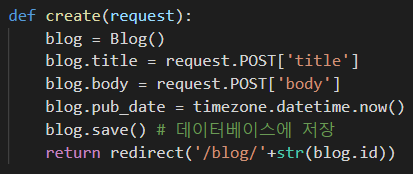 def create(request):
    blog = Blog()
    blog.title = request.POST['title']
    blog.body = request.POST['body']
    blog.pub_date = timezone.datetime.now()
    blog.save() # 데이터베이스에 저장
    return redirect('/blog/'+str(blog.id))